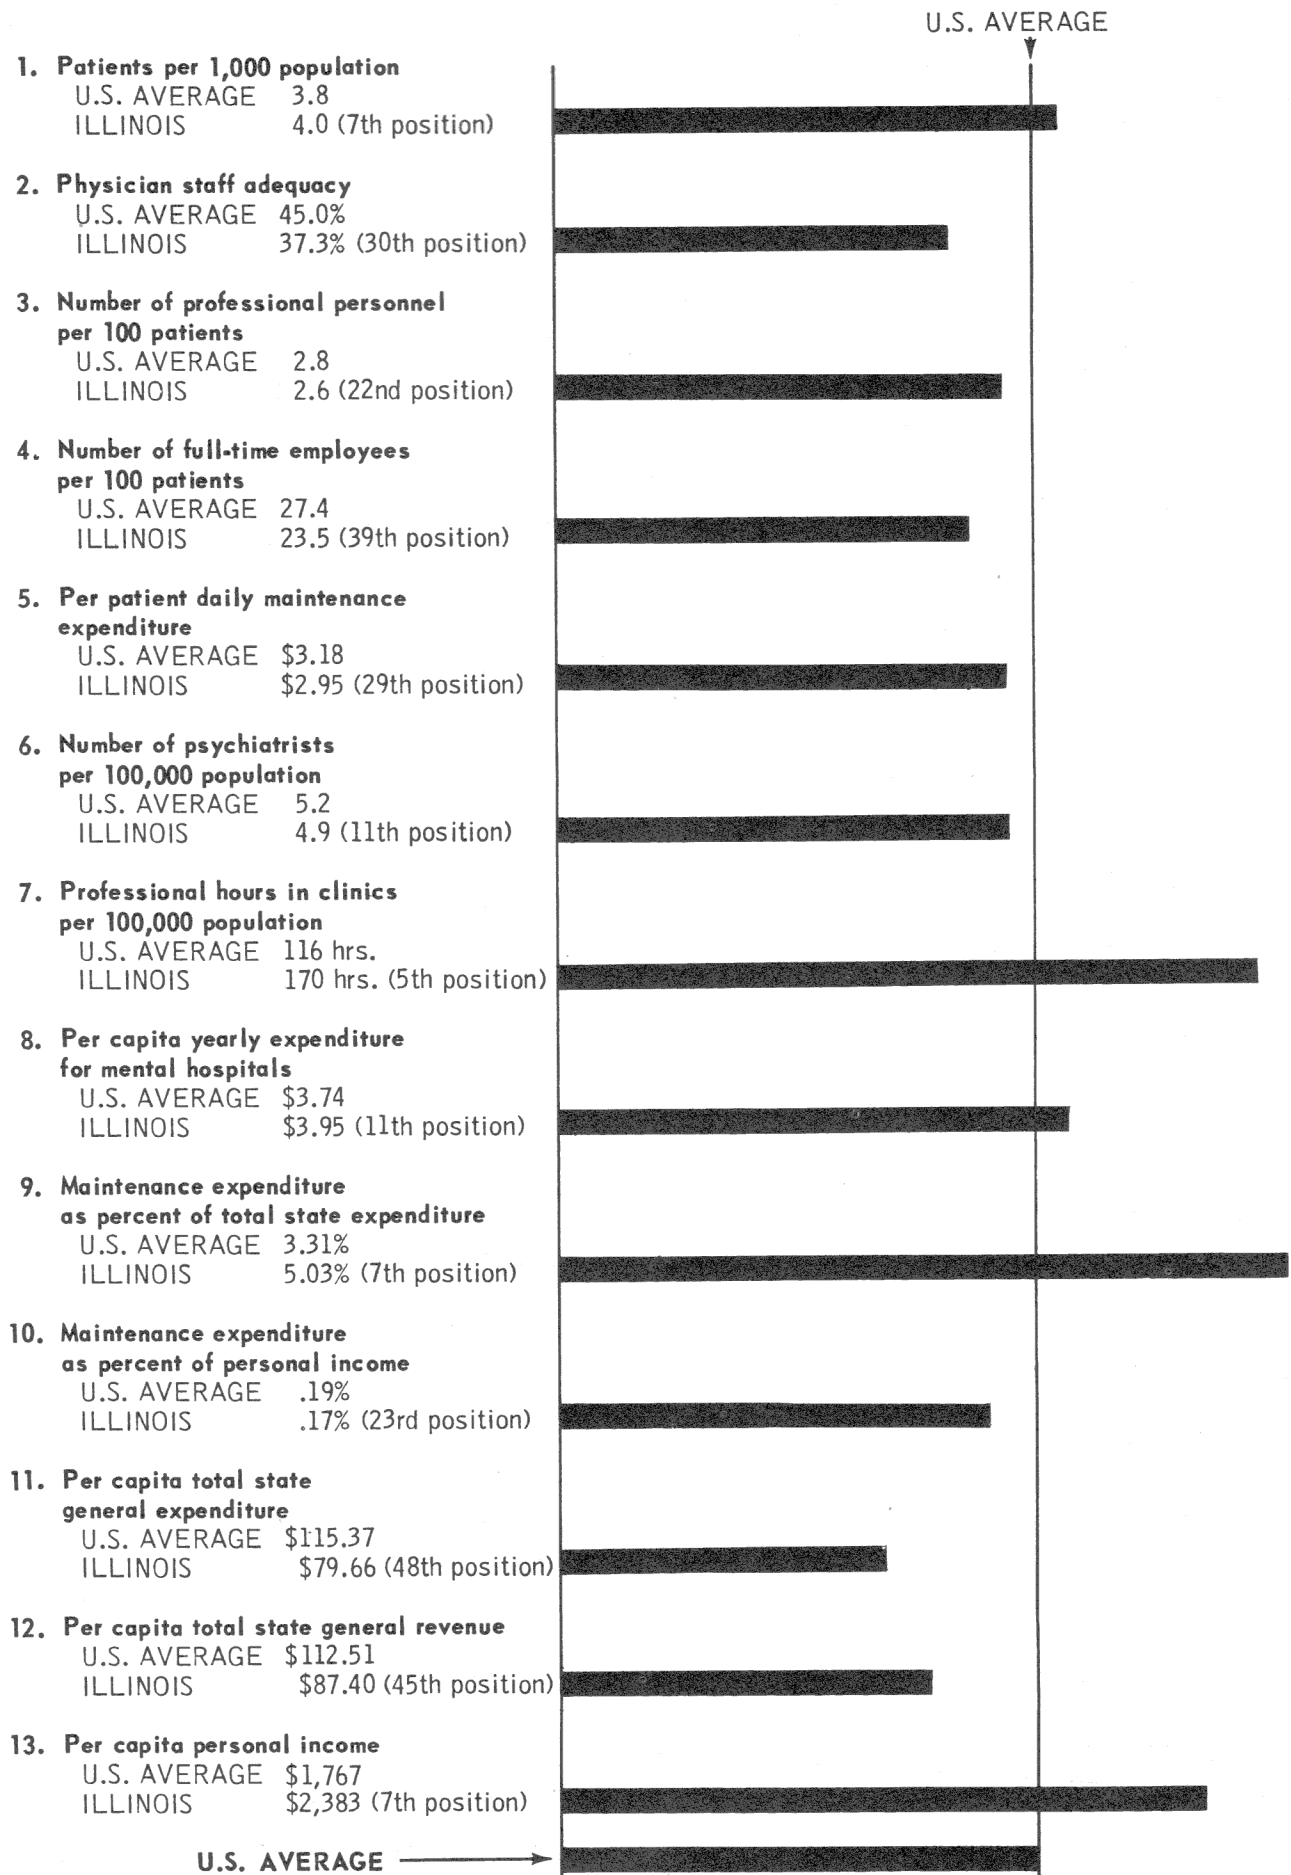 U.S. AVERAGE
1. Patients per 1,000 population
U.S. AVERAGE 3.8
ILLINOIS 4.0 (7th position)
2. Physician staff adequacy
U.S. AVERAGE 45.0%
ILLINOIS 37.3% (30th position)
3. Number of professional personnel
per 100 patients
U.S. AVERAGE 2.8
ILLINOIS 2.6 (22nd position)
4. Number of full-time employees
per 100 patients
U.S. AVERAGE 27.4
ILLINOIS 23.5 (39th position)
5. Per patient daily maintenance
expenditure
U.S. AVERAGE $3.18
ILLINOIS $2.95 (29th position)
6. Number of psychiatrists
per 100,000 population
U.S. AVERAGE 5.2
ILLINOIS 4.9 (11th position)
7. Professional hours in clinics
per 100,000 population
U.S. AVERAGE 116 hrs.
ILLINOIS 170 hrs. (5th position)
8. Per capita yearly expenditure
for mental hospitals
U.S. AVERAGE $3.74
ILLINOIS $3.95 (11th position)
9. Maintenance expenditure
as percent of total state expenditure
U.S. AVERAGE 3.31%
ILLINOIS 5.03% (7th position)
10. Maintenance expenditure
as percent of personal income
U.S. AVERAGE .19%
ILLINOIS .17% (23rd position)
11. Per capita total state
general expenditure
U.S. AVERAGE $115.37
ILLINOIS $79.66 (48th position)
12. Per capita total state general revenue
U.S. AVERAGE $112.51
ILLINOIS $87.40 (45th position)
13. Per capita personal income
U.S. AVERAGE $1,767
ILLINOIS $2,383 (7th position)
U.S. AVERAGE